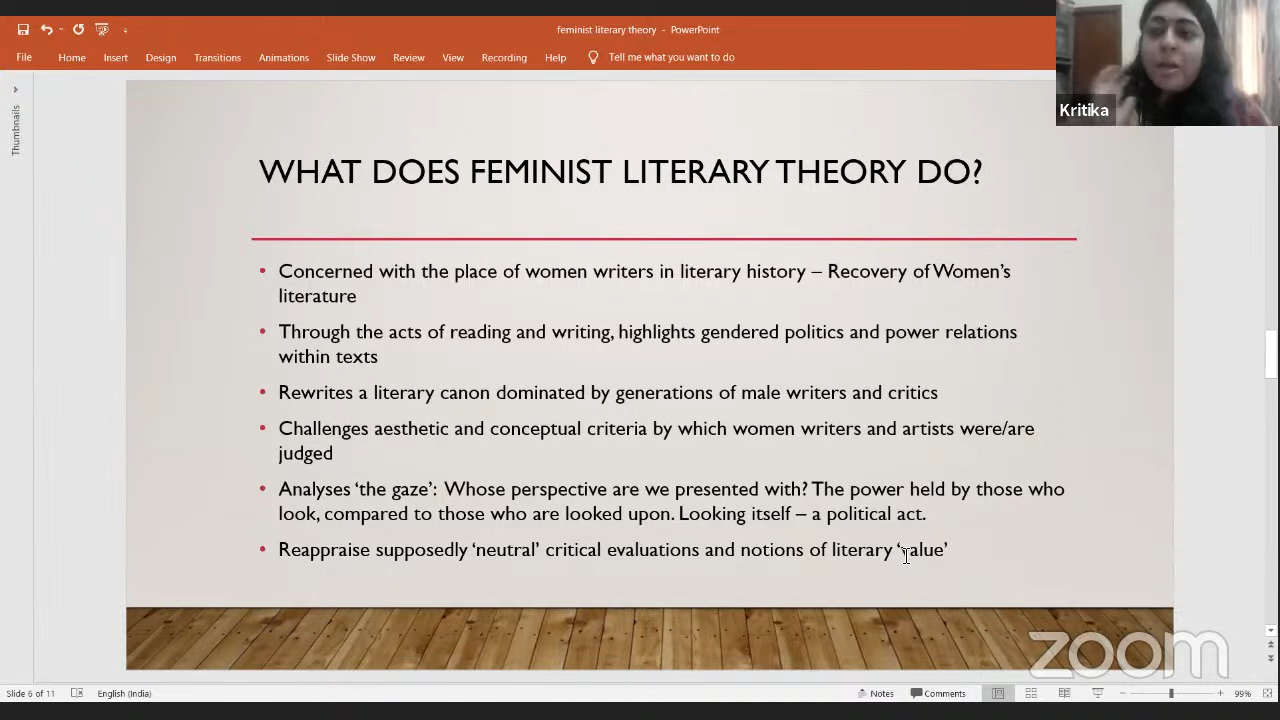 feminist literary theory - PowerPoint
File Home Insert Design Transitions Animations Slide Show Review View Recording Help Tell me what you want to do
Kritika
Thumbnails
WHAT DOES FEMINIST LITERARY THEORY DO?
• Concerned with the place of women writers in literary history – Recovery of Women's
literature
• Through the acts of reading and writing, highlights gendered politics and power relations
within texts
• Rewrites a literary canon dominated by generations of male writers and critics
• Challenges aesthetic and conceptual criteria by which women writers and artists were/are
judged
• Analyses ‘the gaze’: Whose perspective are we presented with? The power held by those who
look, compared to those who are looked upon. Looking itself – a political act.
• Reappraise supposedly ‘neutral’ critical evaluations and notions of literary ‘value’
zoom
Slide 6 of 11 English (India) Notes Comments 99%